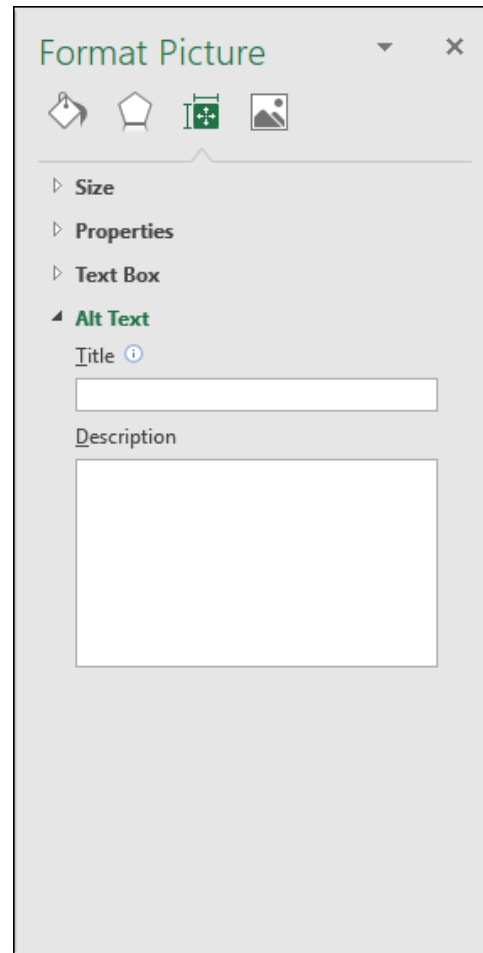 Format Picture
Size
Properties
Text Box
Alt Text
Title
Description